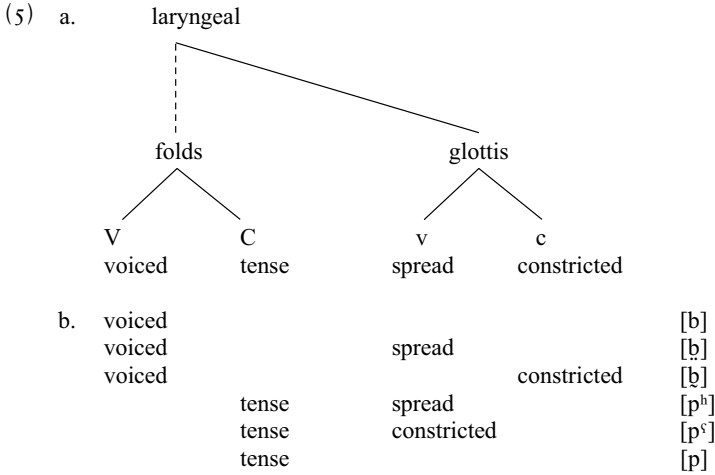 (5) a. laryngeal
folds glottis
V C v c
voiced tense spread constricted
b. voiced [b]
voiced spread [b̤]
voiced constricted [b̰]
tense spread [pʰ]
tense constricted [pˤ]
tense [p]